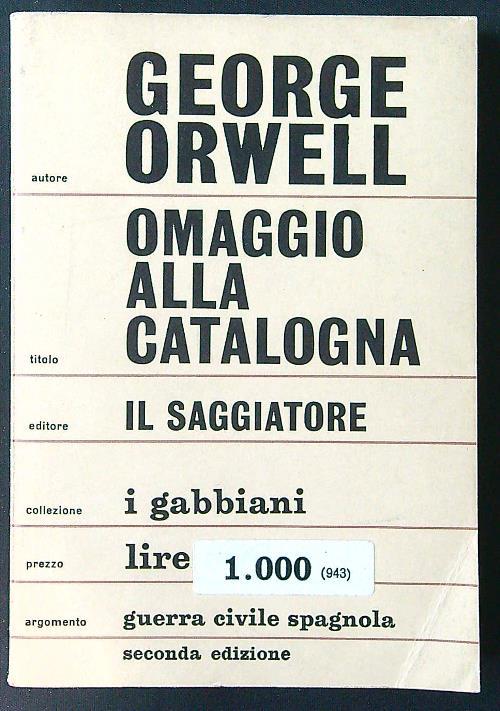 GEORGE
autore ORWELL
OMAGGIO
ALLA
titolo CATALOGNA
editore IL SAGGIATORE
collezione i gabbiani
prezzo lire 1.000 (943)
argomento guerra civile spagnola
seconda edizione